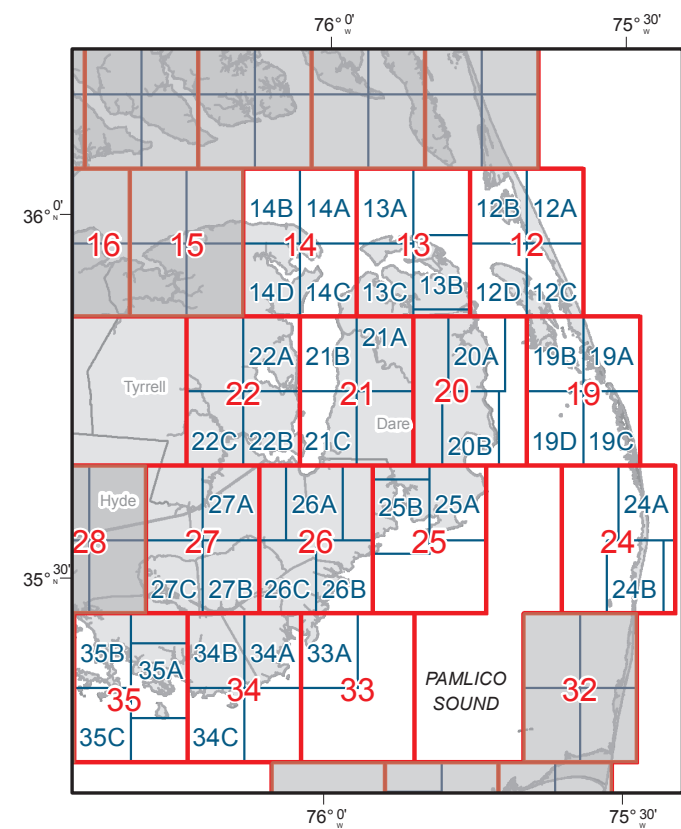 76° 0' W 75° 30' W
36° 0' N
14B 14A 13A 12B 12A
16 15 14 13 12
14D 14C 13C 13B 12D 12C
22A 21B 21A 20A 19B 19A
Tyrrell 22 21 20 19
Dare
22C 22B 21C 20B 19D 19C
Hyde 27A 26A 25B 25A 24A
28 27 26 25 24
35° 30' N
27C 27B 26C 26B 24B
35B 35A 34B 34A 33A
35 34 33 32
PAMLICO
SOUND
35C 34C
76° 0' W 75° 30' W